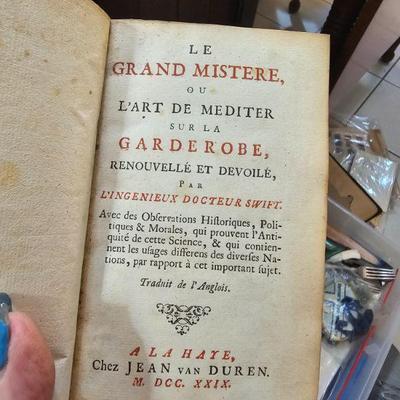 LE
GRAND MISTERE,
OU
L'ART DE MEDITER
SUR LA
GARDEROBE,
RENOUVELLÉ ET DEVOILÉ,
PAR
L'INGENIEUX DOCTEUR SWIFT.
Avec des Observations Historiques, Poli-
tiques & Morales, qui prouvent l'Anti-
quité de cette Science, & qui contien-
nent les usages differens des diverses Na-
tions, par rapport à cet important sujet.
Traduit de l'Anglois.
A LA HAYE,
Chez JEAN VAN DUREN.
M. DCC. XXIX.